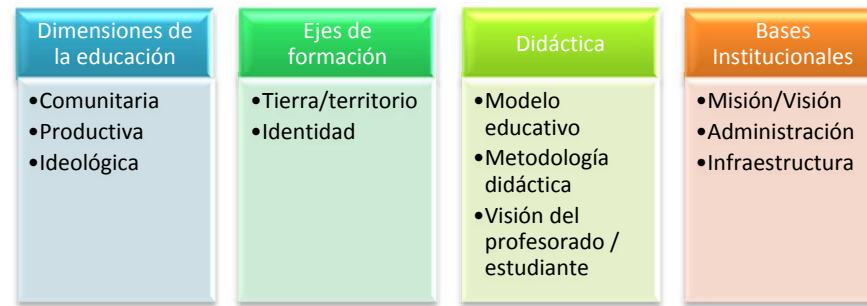 Dimensiones de
la educación
•Comunitaria
•Productiva
•Ideológica
Ejes de
formación
•Tierra/territorio
•Identidad
Didáctica
•Modelo
educativo
•Metodología
didáctica
•Visión del
profesorado /
estudiante
Bases
Institucionales
•Misión/Visión
•Administración
•Infraestructura